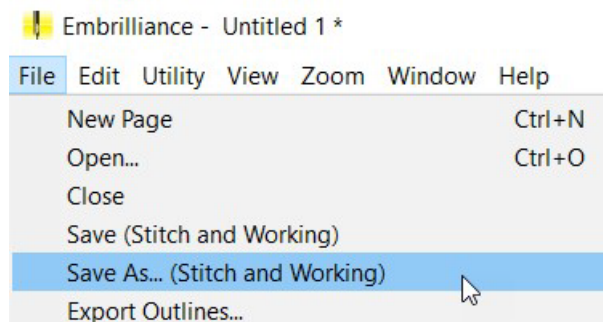 Embrilliance - Untitled 1 *
File Edit Utility View Zoom Window Help
New Page Ctrl+N
Open... Ctrl+O
Close
Save (Stitch and Working)
Save As... (Stitch and Working)
Export Outlines...